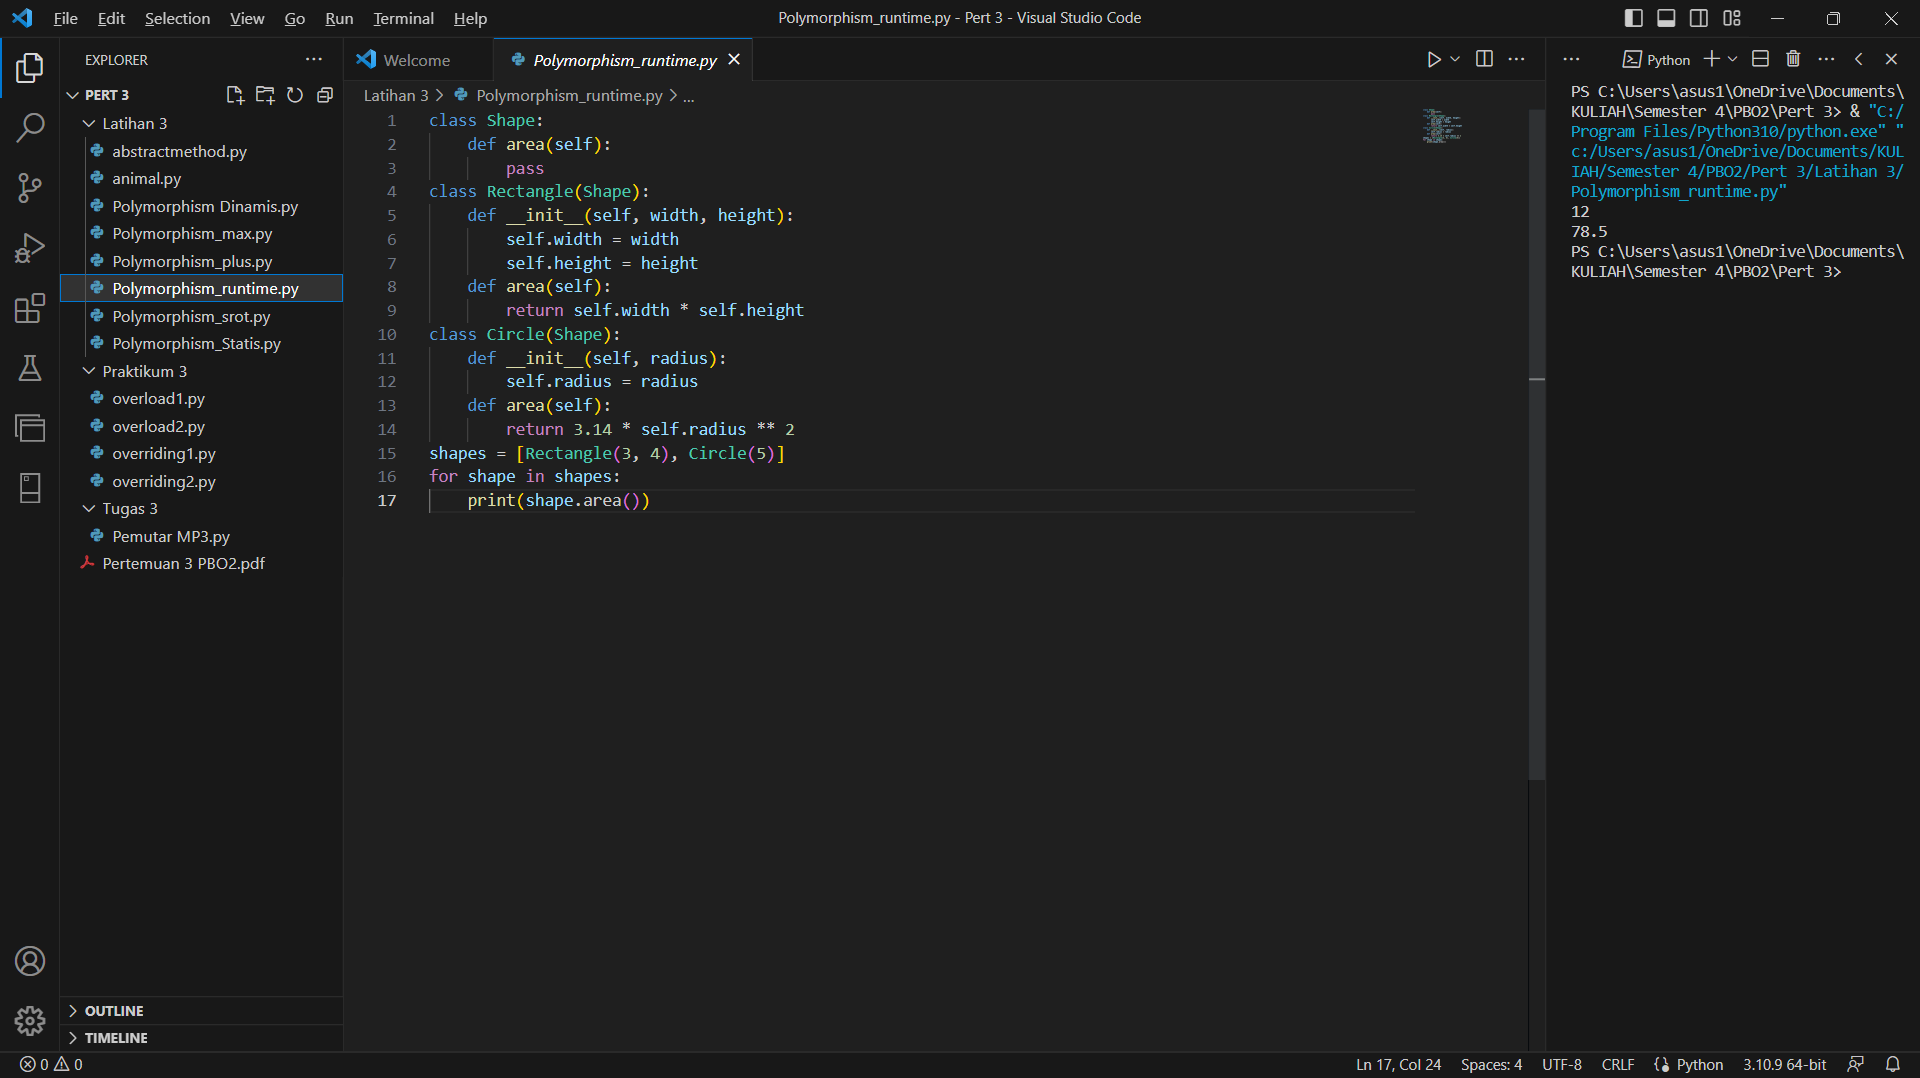 File Edit Selection View Go Run Terminal Help
Polymorphism_runtime.py - Pert 3 - Visual Studio Code
EXPLORER
PERT 3
Latihan 3
abstractmethod.py
animal.py
Polymorphism Dinamis.py
Polymorphism_max.py
Polymorphism_plus.py
Polymorphism_runtime.py
Polymorphism_srot.py
Polymorphism_Statis.py
Praktikum 3
overload1.py
overload2.py
overriding1.py
overriding2.py
Tugas 3
Pemutar MP3.py
Pertemuan 3 PBO2.pdf
OUTLINE
TIMELINE
Welcome
Polymorphism_runtime.py
Latihan 3 > Polymorphism_runtime.py > ...
1 class Shape:
2     def area(self):
3         pass
4 class Rectangle(Shape):
5     def __init__(self, width, height):
6         self.width = width
7         self.height = height
8     def area(self):
9         return self.width * self.height
10 class Circle(Shape):
11     def __init__(self, radius):
12         self.radius = radius
13     def area(self):
14         return 3.14 * self.radius ** 2
15 shapes = [Rectangle(3, 4), Circle(5)]
16 for shape in shapes:
17     print(shape.area())
Python
PS C:\Users\asus1\OneDrive\Documents\
KULIAH\Semester 4\PBO2\Pert 3> & "C:/
Program Files/Python310/python.exe" "
c:/Users/asus1/OneDrive/Documents/KUL
IAH/Semester 4/PBO2/Pert 3/Latihan 3/
Polymorphism_runtime.py"
12
78.5
PS C:\Users\asus1\OneDrive\Documents\
KULIAH\Semester 4\PBO2\Pert 3>
0 0
Ln 17, Col 24 Spaces: 4 UTF-8 CRLF Python 3.10.9 64-bit